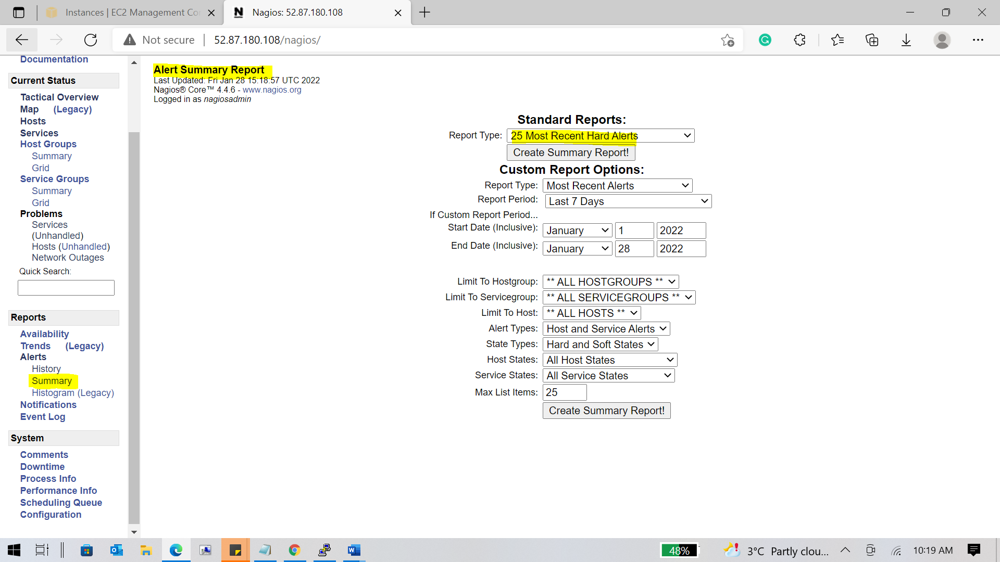 Instances | EC2 Management Co
Nagios: 52.87.180.108
Not secure
52.87.180.108/nagios/
Documentation
Current Status
Tactical Overview
Map (Legacy)
Hosts
Services
Host Groups
Summary
Grid
Service Groups
Summary
Grid
Problems
Services
(Unhandled)
Hosts (Unhandled)
Network Outages
Quick Search:
Reports
Availability
Trends (Legacy)
Alerts
History
Summary
Histogram (Legacy)
Notifications
Event Log
System
Comments
Downtime
Process Info
Performance Info
Scheduling Queue
Configuration
Alert Summary Report
Last Updated: Fri Jan 28 15:18:57 UTC 2022
Nagios® Core™ 4.4.6 - www.nagios.org
Logged in as nagiosadmin
Standard Reports:
Report Type: 25 Most Recent Hard Alerts
Create Summary Report!
Custom Report Options:
Report Type: Most Recent Alerts
Report Period: Last 7 Days
If Custom Report Period...
Start Date (Inclusive): January 1 2022
End Date (Inclusive): January 28 2022
Limit To Hostgroup: ** ALL HOSTGROUPS **
Limit To Servicegroup: ** ALL SERVICEGROUPS **
Limit To Host: ** ALL HOSTS **
Alert Types: Host and Service Alerts
State Types: Hard and Soft States
Host States: All Host States
Service States: All Service States
Max List Items: 25
Create Summary Report!
48%
3°C Partly clou...
10:19 AM